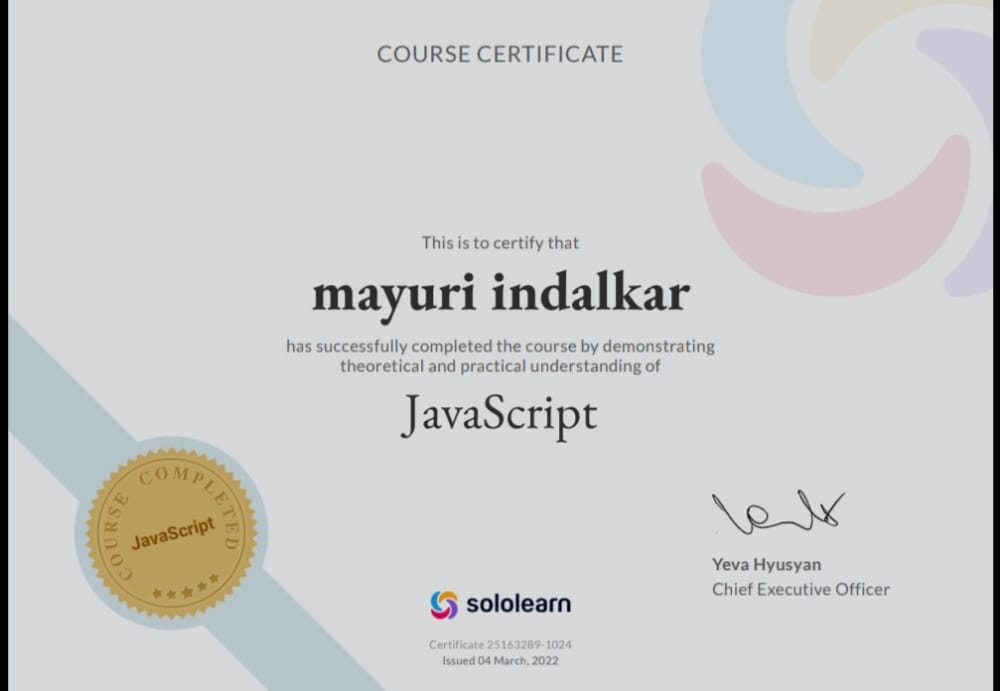 COURSE CERTIFICATE
This is to certify that
mayuri indalkar
has successfully completed the course by demonstrating
theoretical and practical understanding of
JavaScript
COURSE COMPLETED
JavaScript
Yeva Hyusyan
Chief Executive Officer
sololearn
Certificate 25163289-1024
Issued 04 March, 2022